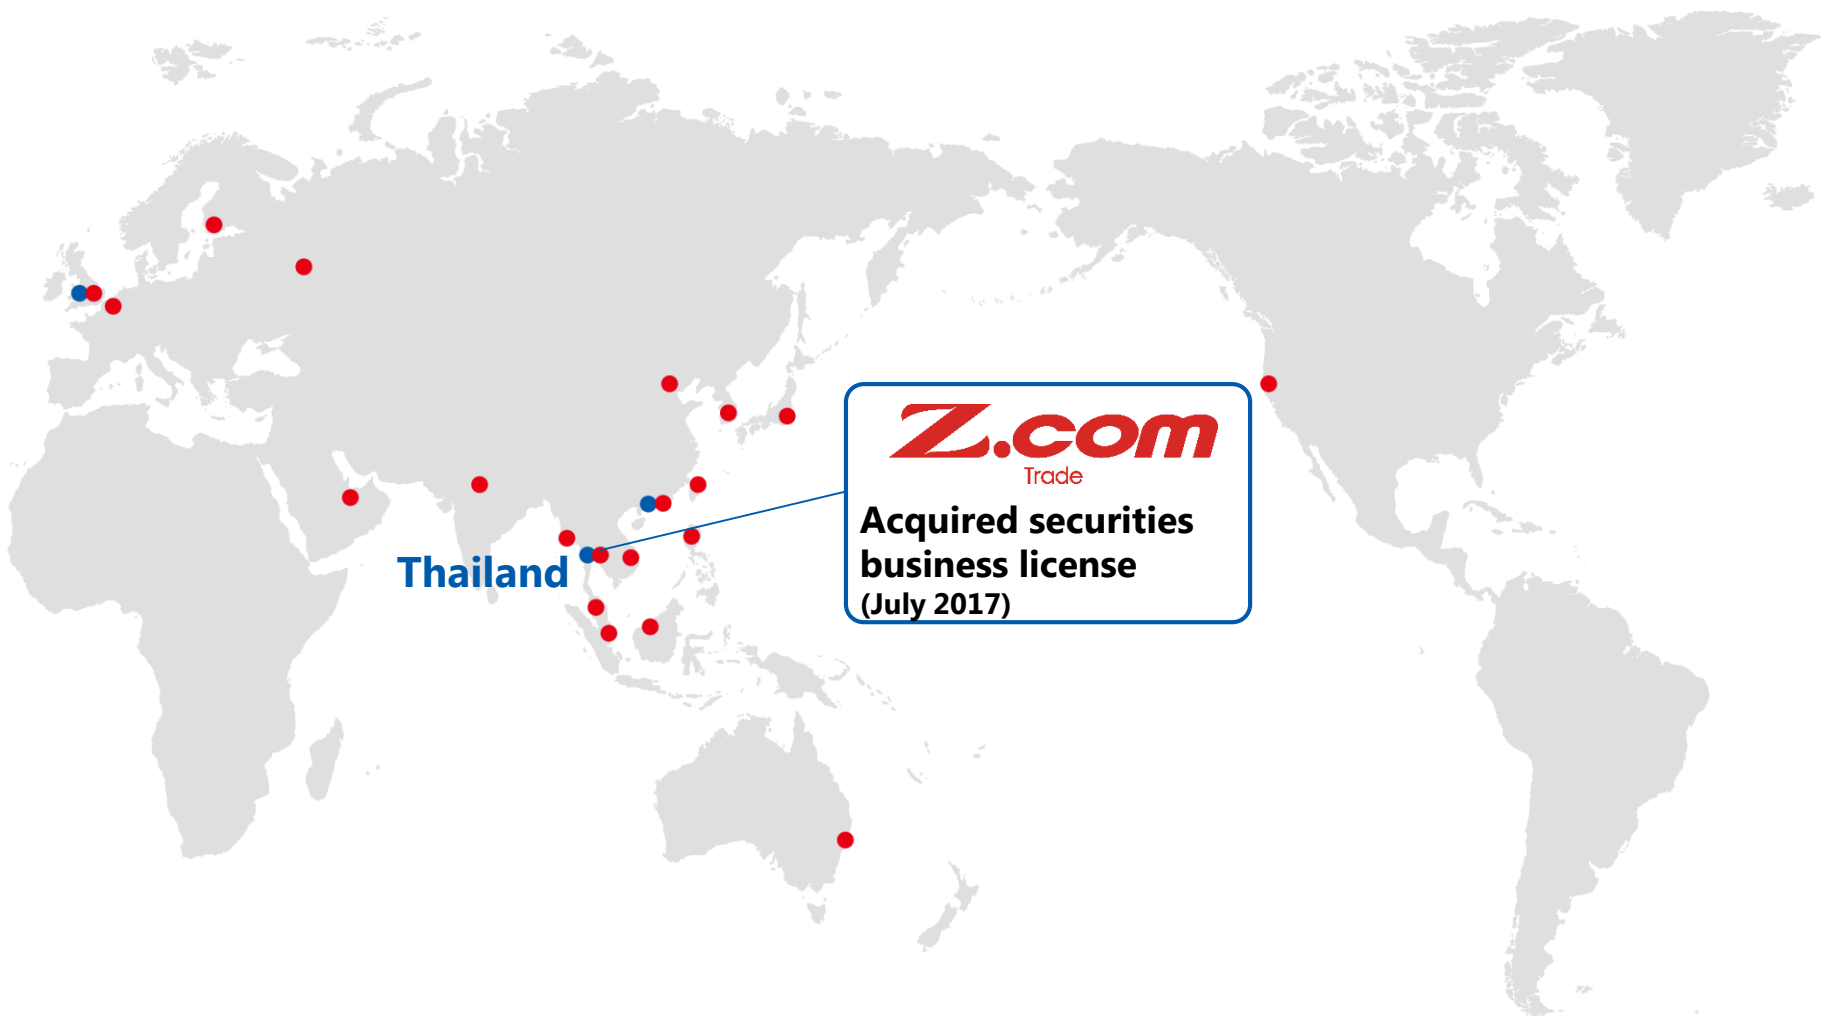 Z.com
Trade
Acquired securities
business license
(July 2017)
Thailand